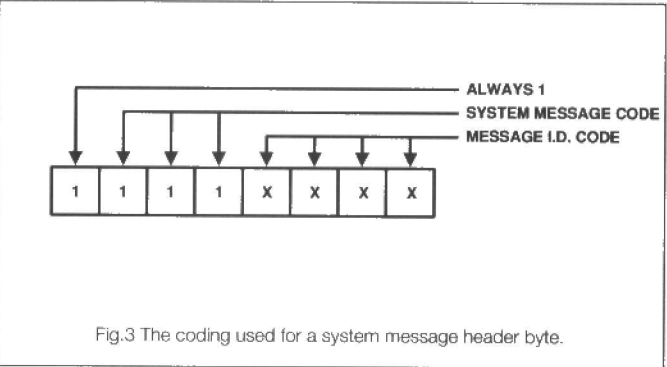 ALWAYS 1
SYSTEM MESSAGE CODE
MESSAGE I.D. CODE
1 1 1 1 X X X X
Fig.3 The coding used for a system message header byte.